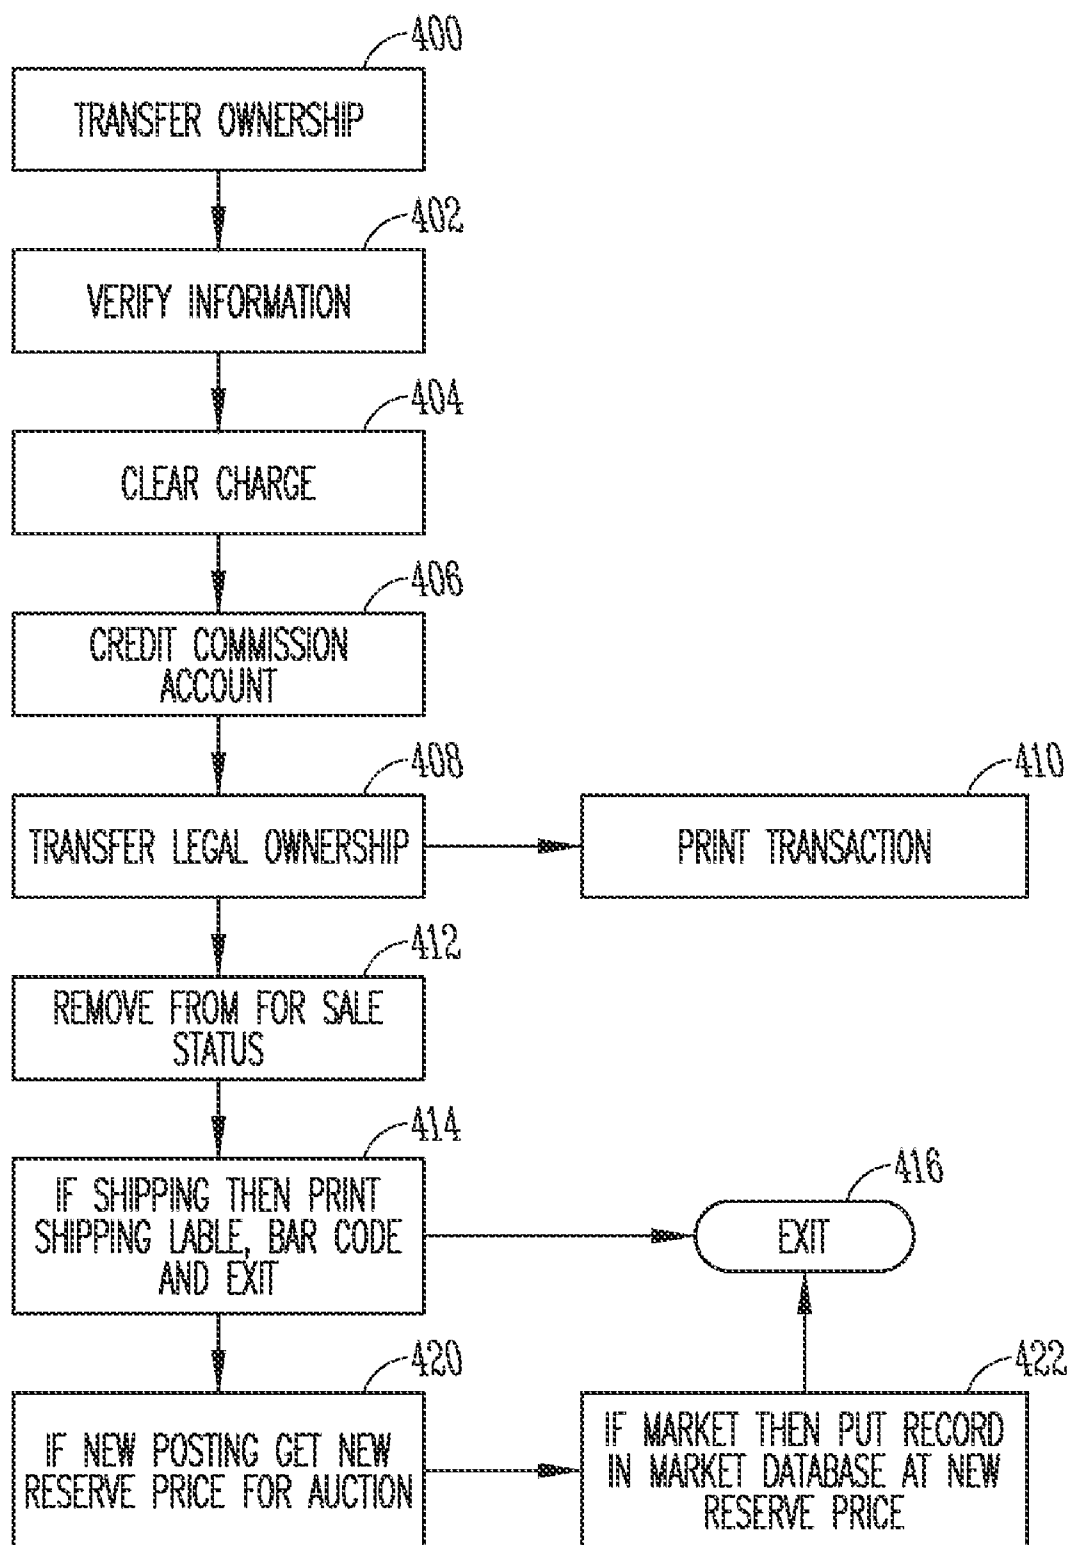 400
TRANSFER OWNERSHIP
402
VERIFY INFORMATION
404
CLEAR CHARGE
406
CREDIT COMMISSION
ACCOUNT
408
TRANSFER LEGAL OWNERSHIP
410
PRINT TRANSACTION
412
REMOVE FROM FOR SALE
STATUS
414
IF SHIPPING THEN PRINT
SHIPPING LABLE, BAR CODE
AND EXIT
416
EXIT
420
IF NEW POSTING GET NEW
RESERVE PRICE FOR AUCTION
422
IF MARKET THEN PUT RECORD
IN MARKET DATABASE AT NEW
RESERVE PRICE